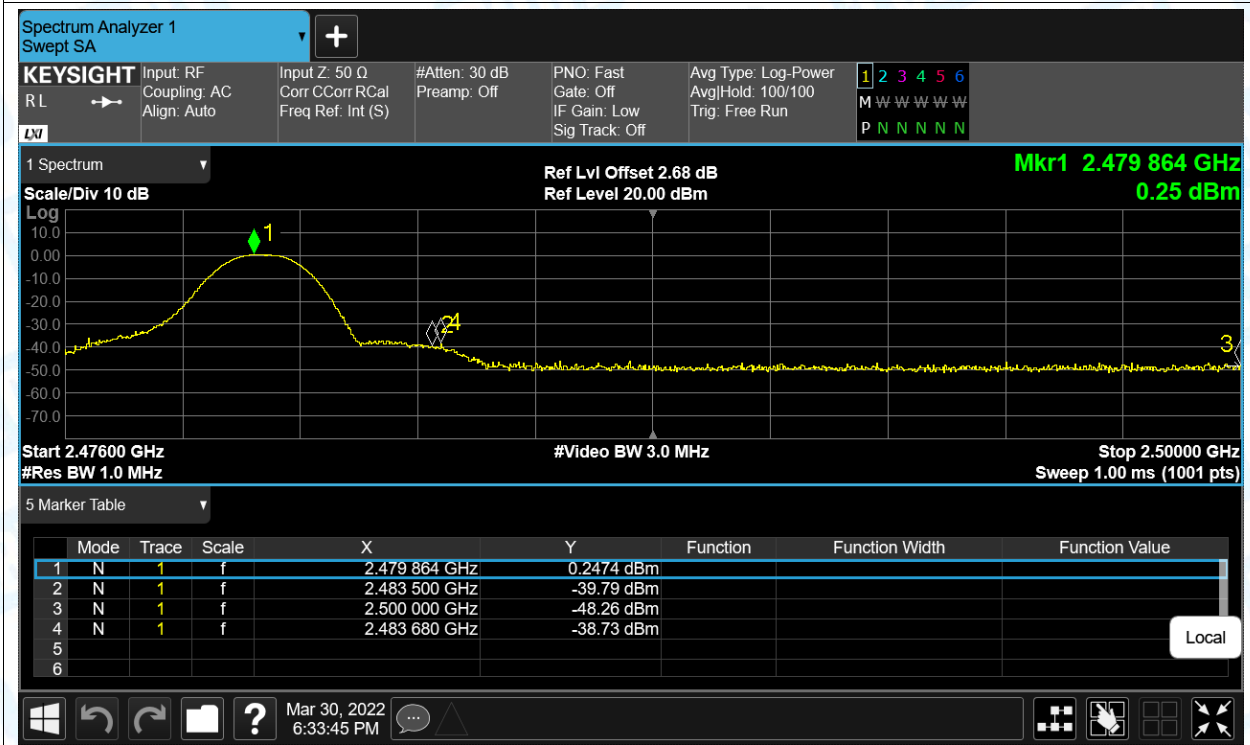 Spectrum Analyzer 1
Swept SA
+
KEYSIGHT
R L
LXI
Input: RF
Coupling: AC
Align: Auto
Input Z: 50 Ω
Corr CCorr RCal
Freq Ref: Int (S)
#Atten: 30 dB
Preamp: Off
PNO: Fast
Gate: Off
IF Gain: Low
Sig Track: Off
Avg Type: Log-Power
Avg|Hold: 100/100
Trig: Free Run
1 2 3 4 5 6
M W W W W W
P N N N N N
1 Spectrum
Scale/Div 10 dB
Ref Lvl Offset 2.68 dB
Ref Level 20.00 dBm
Mkr1 2.479 864 GHz
0.25 dBm
Log
10.0
0.00
-10.0
-20.0
-30.0
-40.0
-50.0
-60.0
-70.0
1
2
4
3
Start 2.47600 GHz
#Res BW 1.0 MHz
#Video BW 3.0 MHz
Stop 2.50000 GHz
Sweep 1.00 ms (1001 pts)
5 Marker Table
Mode Trace Scale X Y Function Function Width Function Value
1 N 1 f 2.479 864 GHz 0.2474 dBm
2 N 1 f 2.483 500 GHz -39.79 dBm
3 N 1 f 2.500 000 GHz -48.26 dBm
4 N 1 f 2.483 680 GHz -38.73 dBm
5
6
Local
?
Mar 30, 2022
6:33:45 PM